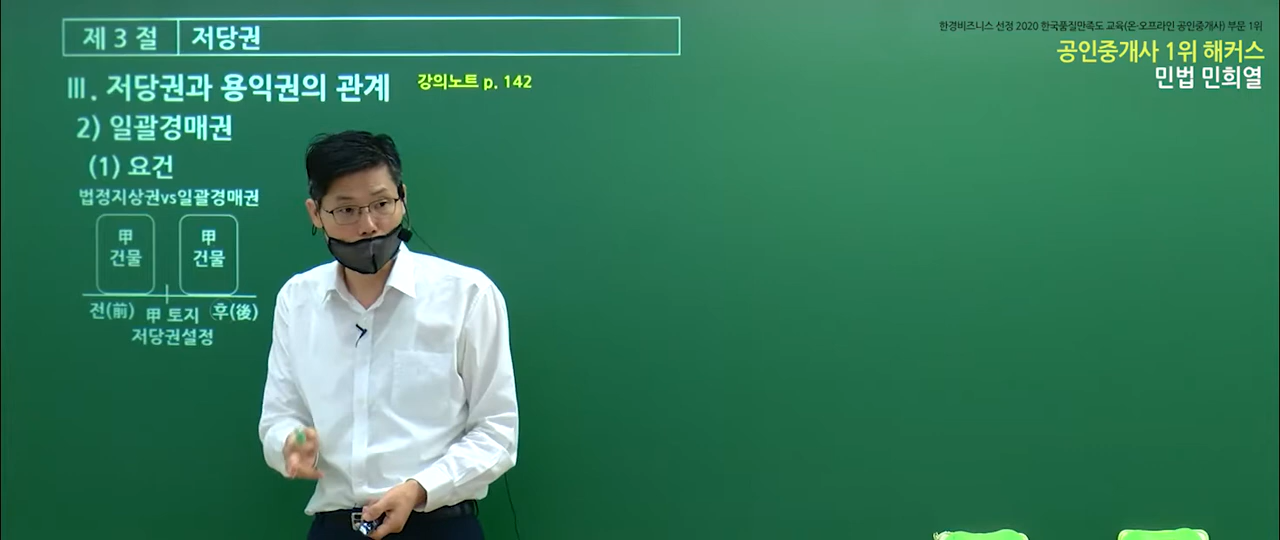 제 3 절 저당권
Ⅲ. 저당권과 용익권의 관계 강의노트 p. 142
2) 일괄경매권
(1) 요건
법정지상권vs일괄경매권
甲 甲
건물 건물
전(前) 甲 토지 후(後)
저당권설정
한경비즈니스 선정 2020 한국품질만족도 교육(온·오프라인 공인중개사) 부문 1위
공인중개사 1위 해커스
민법 민희열